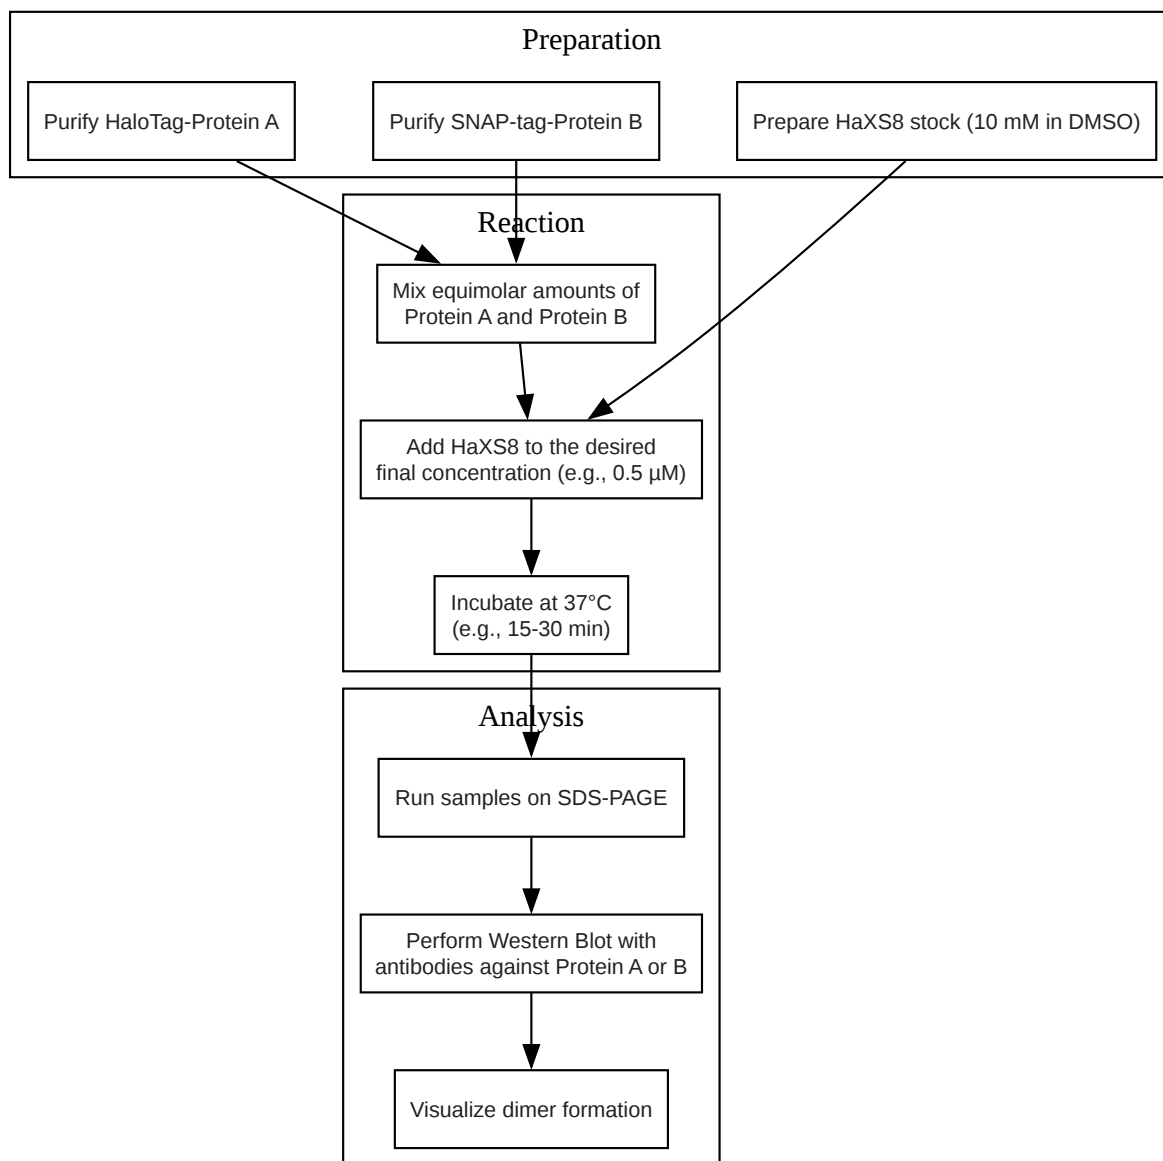 Preparation
Purify HaloTag-Protein A
Purify SNAP-tag-Protein B
Prepare HaXS8 stock (10 mM in DMSO)
Reaction
Mix equimolar amounts of
Protein A and Protein B
Add HaXS8 to the desired
final concentration (e.g., 0.5 µM)
Incubate at 37°C
(e.g., 15-30 min)
Analysis
Run samples on SDS-PAGE
Perform Western Blot with
antibodies against Protein A or B
Visualize dimer formation